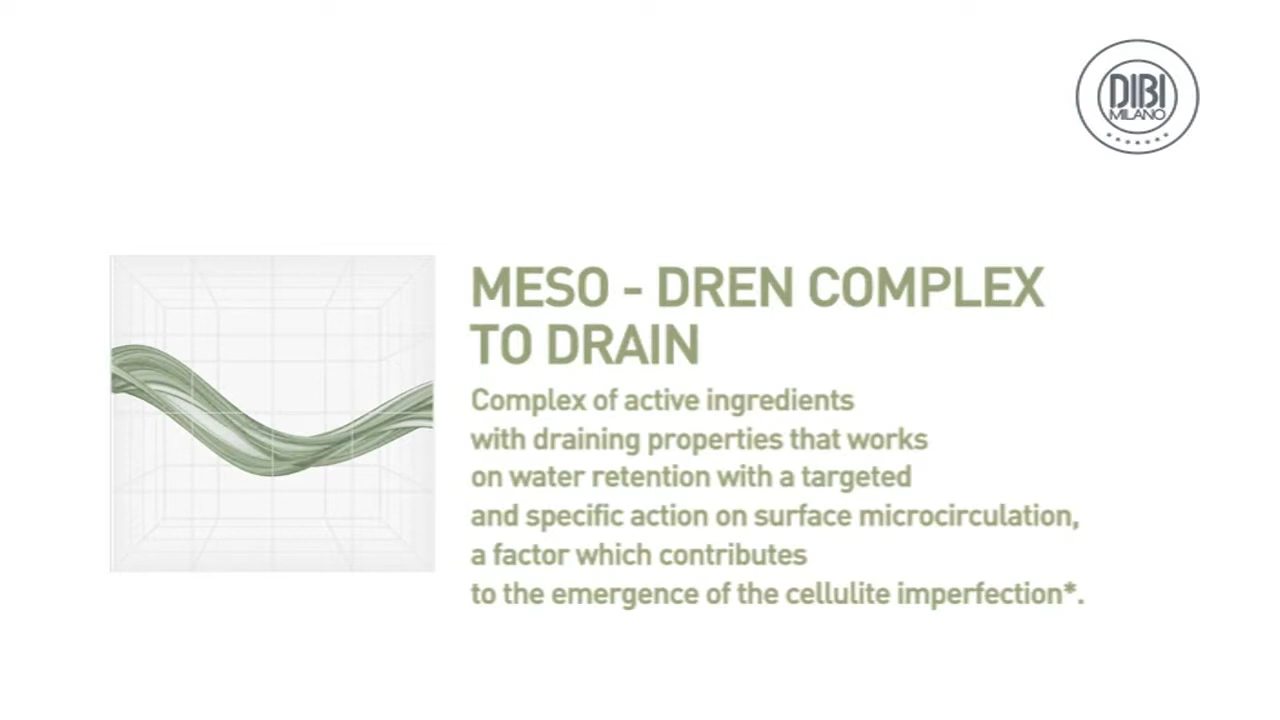 DIBI
MILANO
MESO - DREN COMPLEX
TO DRAIN
Complex of active ingredients
with draining properties that works
on water retention with a targeted
and specific action on surface microcirculation,
a factor which contributes
to the emergence of the cellulite imperfection*.